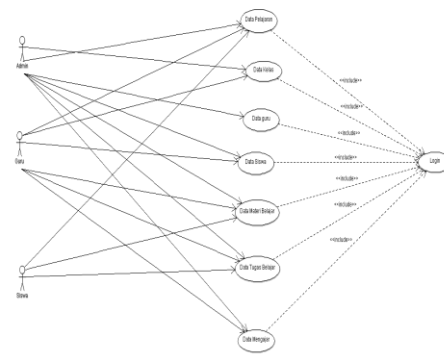 Data Pelajaran
Admin
Data Kelas
<<include>>
<<include>>
Data guru
<<include>>
Guru
Data Siswa
<<include>>
Login
<<include>>
Data Materi Belajar
<<include>>
<<include>>
Siswa
Data Tugas Belajar
Data Mengajar